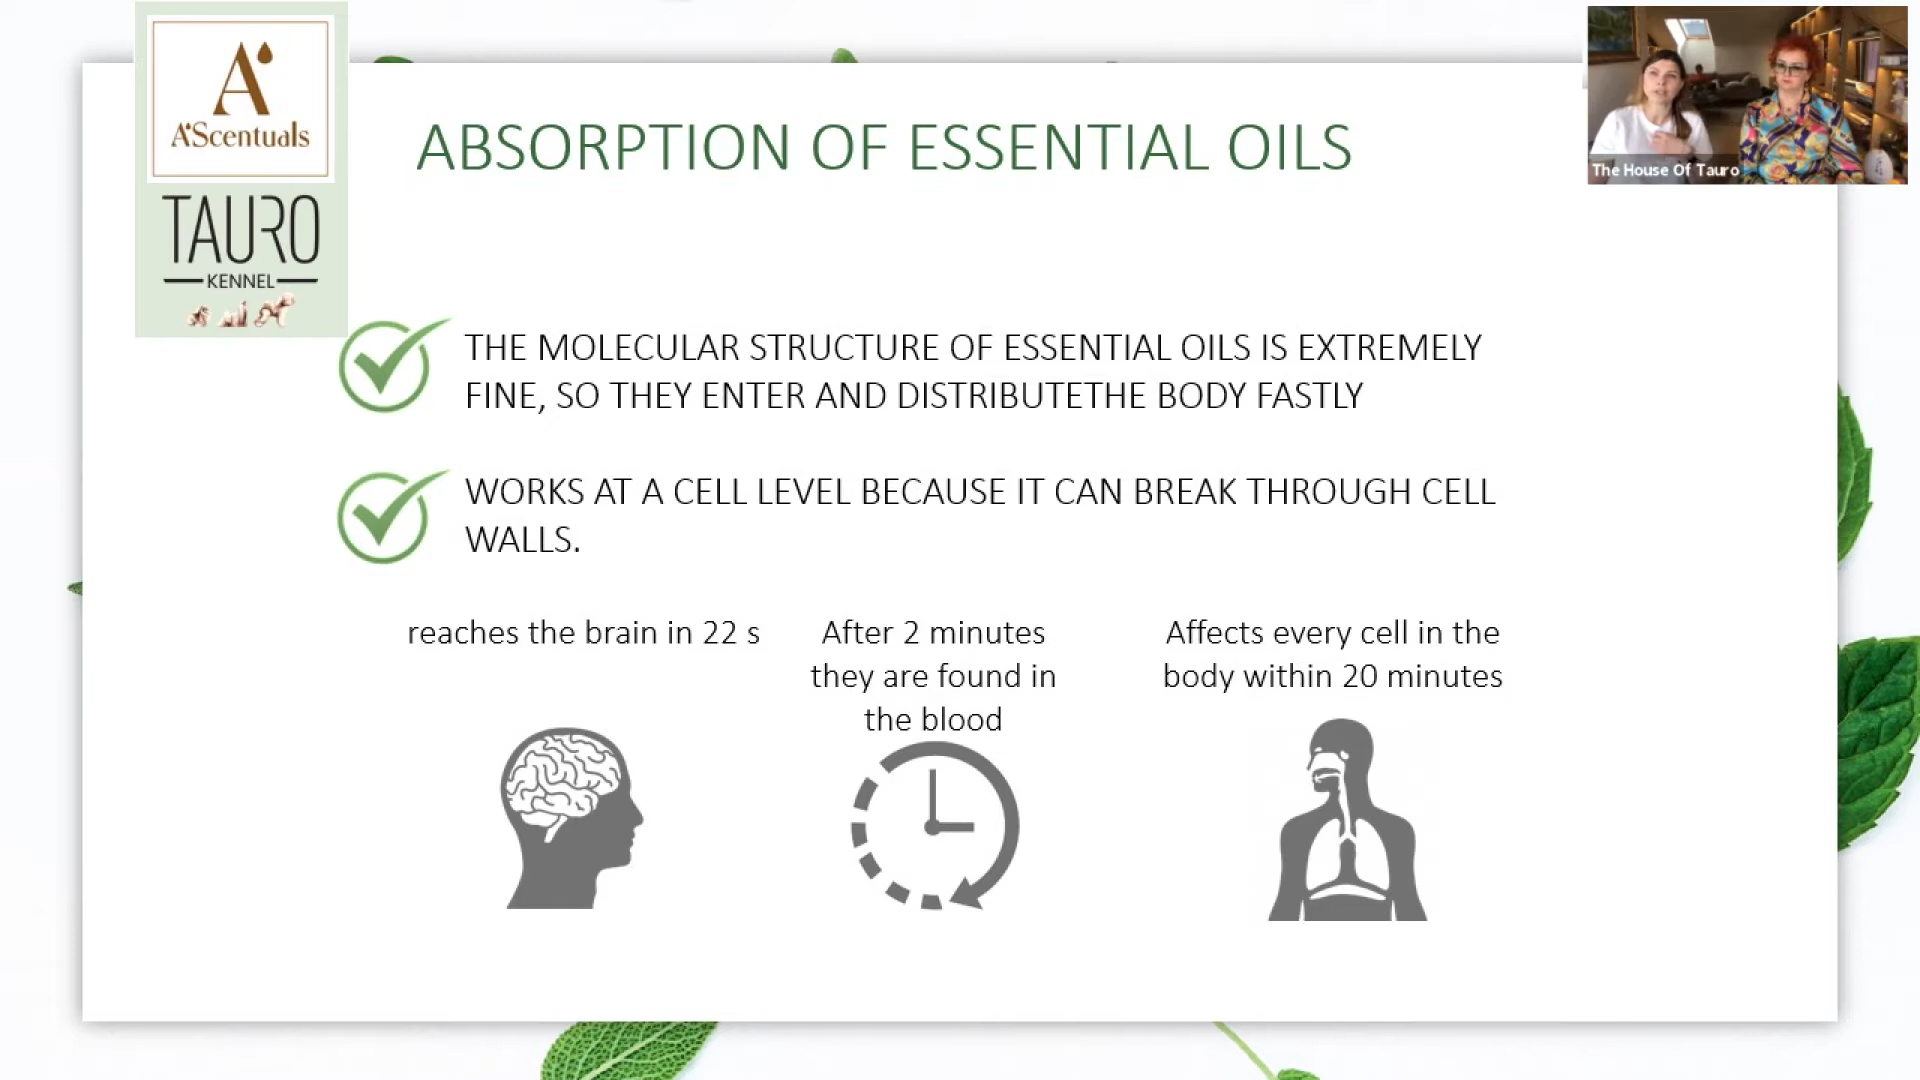 A
A'Scentuals
TAURO
KENNEL
ABSORPTION OF ESSENTIAL OILS
The House Of Tauro
THE MOLECULAR STRUCTURE OF ESSENTIAL OILS IS EXTREMELY
FINE, SO THEY ENTER AND DISTRIBUTETHE BODY FASTLY
WORKS AT A CELL LEVEL BECAUSE IT CAN BREAK THROUGH CELL
WALLS.
reaches the brain in 22 s
After 2 minutes
they are found in
the blood
Affects every cell in the
body within 20 minutes